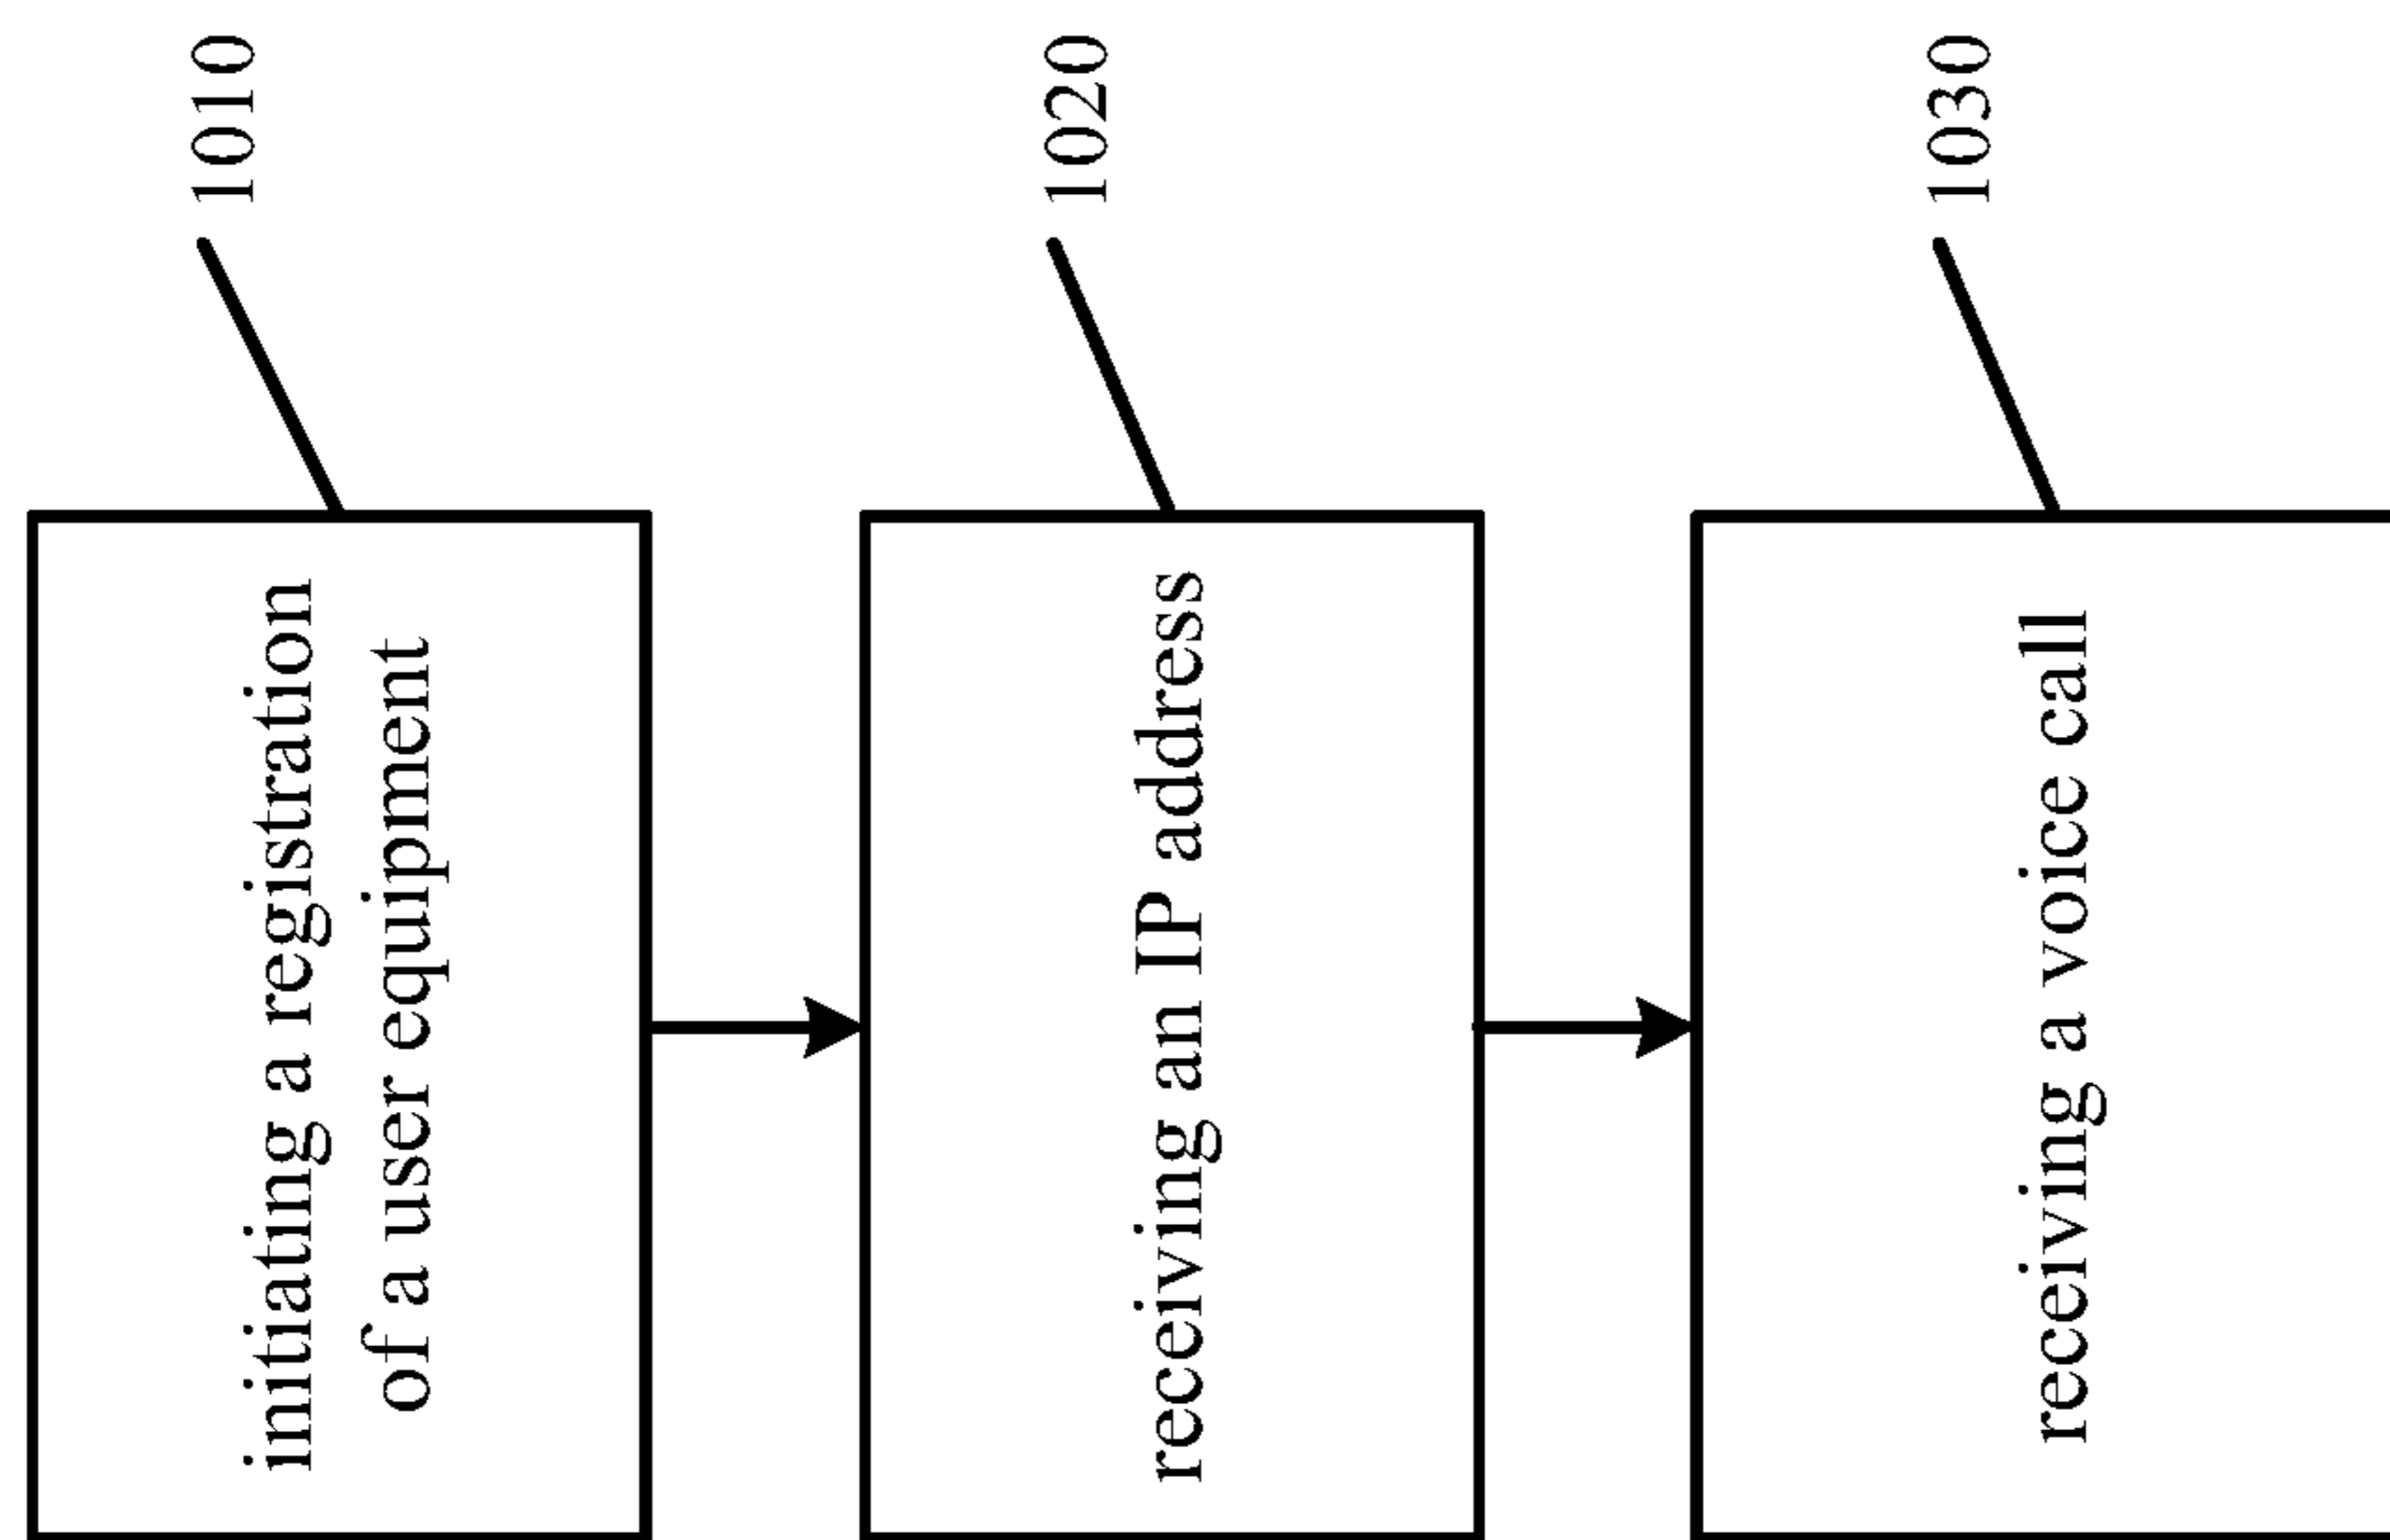 initiating a registration
of a user equipment
1010
receiving an IP address
1020
receiving a voice call
1030